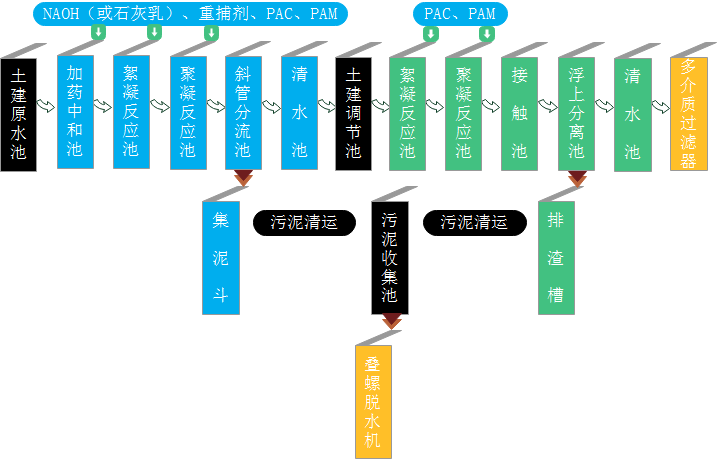 NAOH（或石灰乳）、重捕剂、PAC、PAM
PAC、PAM
土建原水池
加药中和池
絮凝反应池
聚凝反应池
斜管分流池
清水池
土建调节池
絮凝反应池
聚凝反应池
接触池
浮上分离池
清水池
多介质过滤器
集泥斗
污泥清运
污泥收集池
污泥清运
排渣槽
叠螺脱水机